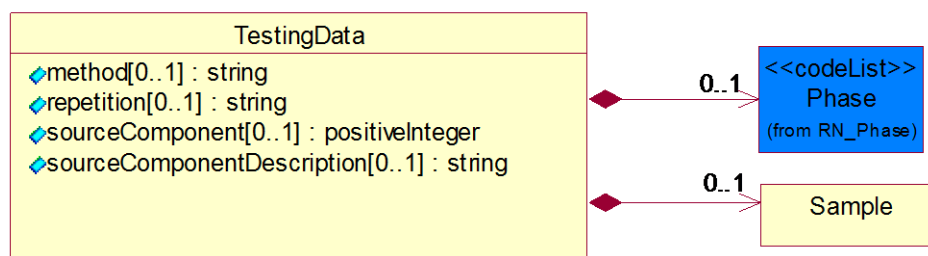 TestingData
method[0..1] : string
repetition[0..1] : string
sourceComponent[0..1] : positiveInteger
sourceComponentDescription[0..1] : string
0..1
<<codeList>>
Phase
(from RN_Phase)
0..1
Sample